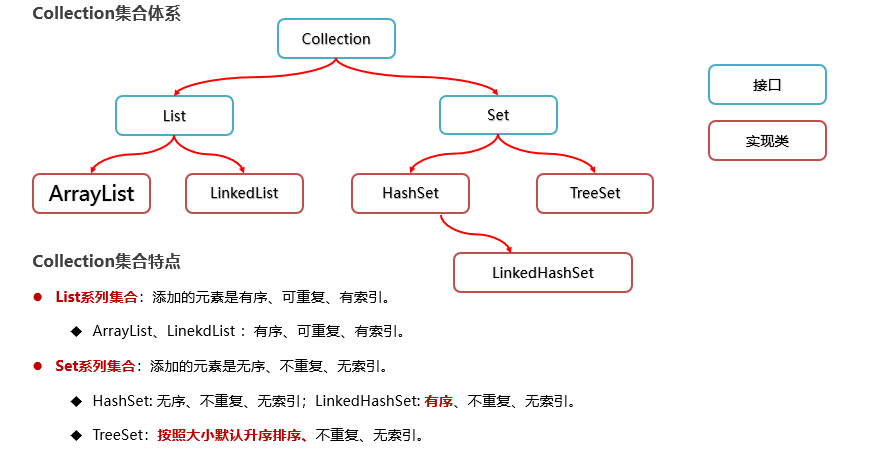 Collection集合体系
Collection
接口
List
Set
实现类
ArrayList
LinkedList
HashSet
TreeSet
LinkedHashSet
Collection集合特点
List系列集合：添加的元素是有序、可重复、有索引。
ArrayList、LinekdList ：有序、可重复、有索引。
Set系列集合：添加的元素是无序、不重复、无索引。
HashSet: 无序、不重复、无索引；LinkedHashSet: 有序、不重复、无索引。
TreeSet：按照大小默认升序排序、不重复、无索引。